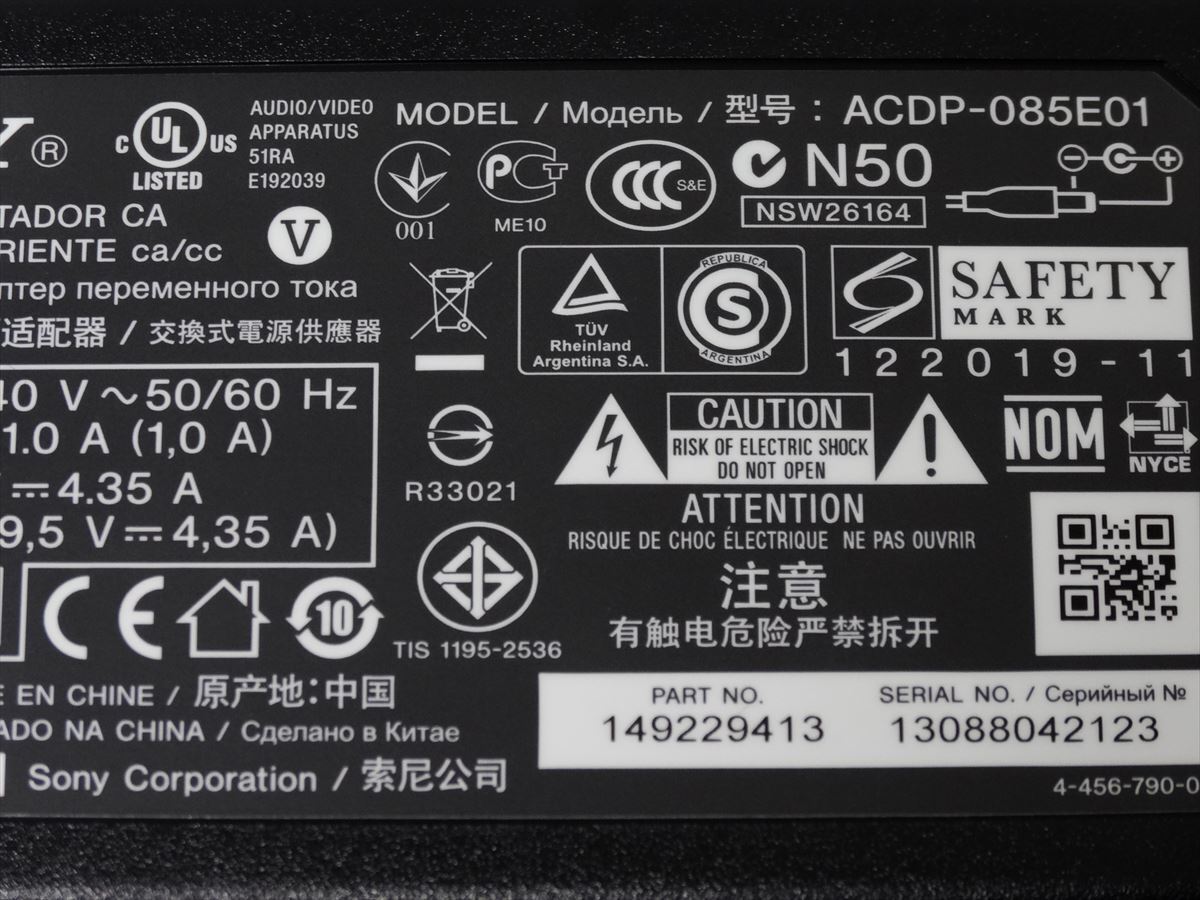 Y®
C UL US
LISTED
AUDIO/VIDEO
APPARATUS
51RA
E192039
MODEL / Модель / 型号 : ACDP-085E01
001
PCT
ME10
CCC S&E
N50
NSW26164
TADOR CA
RIENTE ca/cc
V
птер переменного тока
适配器 / 交換式電源供應器
TÜV
Rheinland
Argentina S.A.
REPUBLICA
S
ARGENTINA
SAFETY
MARK
122019-11
40 V～50/60 Hz
1.0 A (1,0 A)
4.35 A
9,5 V⎓4,35 A)
R33021
CAUTION
RISK OF ELECTRIC SHOCK
DO NOT OPEN
ATTENTION
RISQUE DE CHOC ÉLECTRIQUE NE PAS OUVRIR
注意
有触电危险严禁拆开
NOM
NYCE
CE
10
TIS 1195-2536
E EN CHINE / 原产地:中国
ADO NA CHINA / Сделано в Китае
Sony Corporation / 索尼公司
PART NO.
149229413
SERIAL NO. / Серийный №
13088042123
4-456-790-0